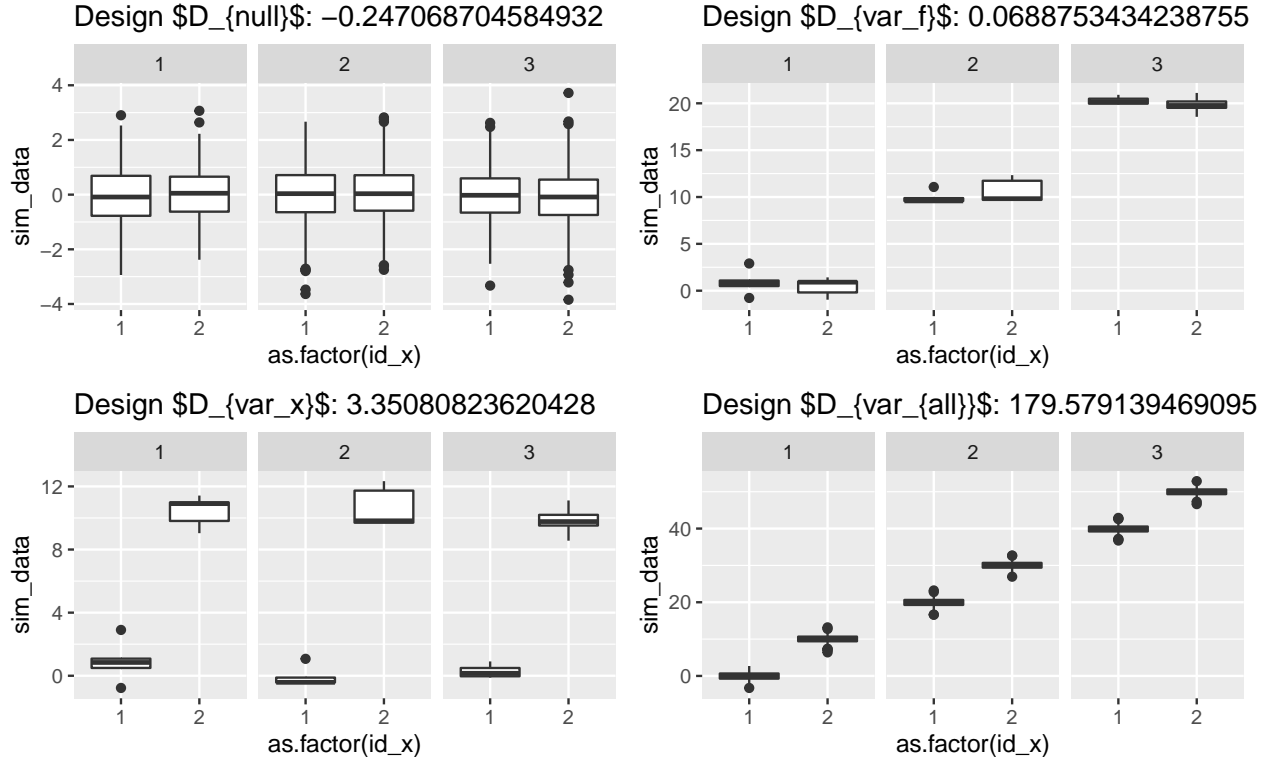 Design $D_{null}$: −0.247068704584932
1 2 3
4
2
0
−2
−4
sim_data
1 2 1 2 1 2
as.factor(id_x)
Design $D_{var_f}$: 0.0688753434238755
1 2 3
20
15
10
5
0
sim_data
1 2 1 2 1 2
as.factor(id_x)
Design $D_{var_x}$: 3.35080823620428
1 2 3
12
8
4
0
sim_data
1 2 1 2 1 2
as.factor(id_x)
Design $D_{var_{all}}$: 179.579139469095
1 2 3
40
20
0
sim_data
1 2 1 2 1 2
as.factor(id_x)